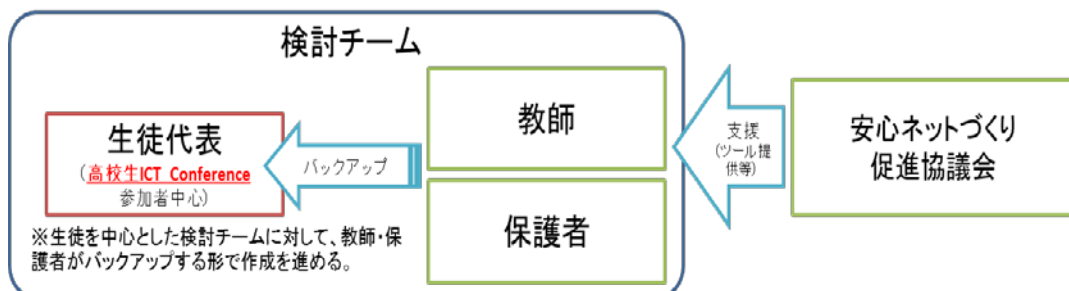 検討チーム
生徒代表
(高校生ICT Conference
参加者中心)
バックアップ
教師
保護者
支援
(ツール提
供等)
安心ネットづくり
促進協議会
※生徒を中心とした検討チームに対して、教師・保
護者がバックアップする形で作成を進める。